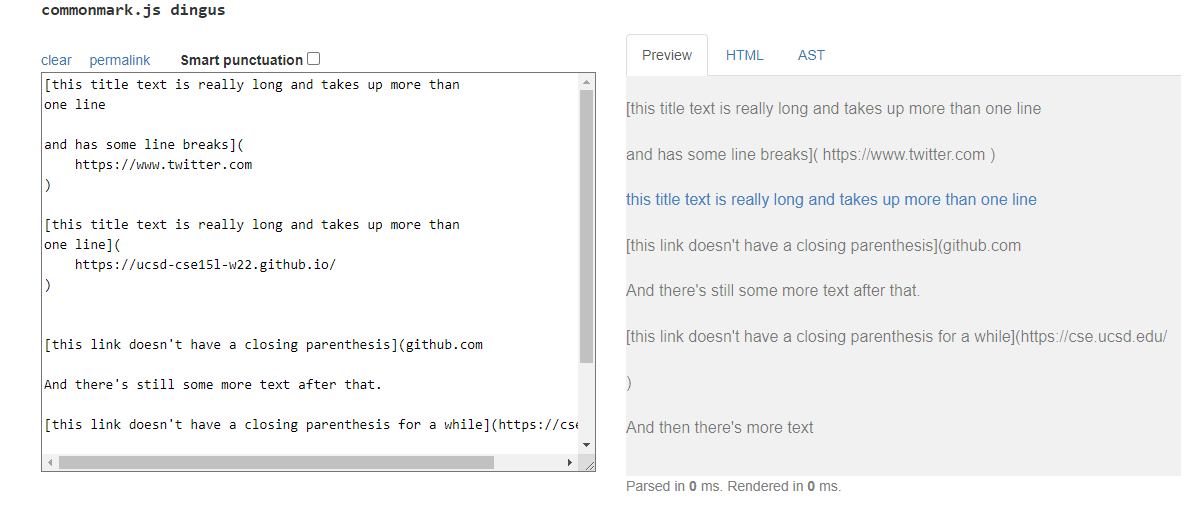 commonmark.js dingus
clear permalink Smart punctuation
[this title text is really long and takes up more than
one line
and has some line breaks](
https://www.twitter.com
)
[this title text is really long and takes up more than
one line](
https://ucsd-cse15l-w22.github.io/
)
[this link doesn't have a closing parenthesis](github.com
And there's still some more text after that.
[this link doesn't have a closing parenthesis for a while](https://cse
Preview HTML AST
[this title text is really long and takes up more than one line
and has some line breaks]( https://www.twitter.com )
this title text is really long and takes up more than one line
[this link doesn't have a closing parenthesis](github.com
And there's still some more text after that.
[this link doesn't have a closing parenthesis for a while](https://cse.ucsd.edu/
)
And then there's more text
Parsed in 0 ms. Rendered in 0 ms.